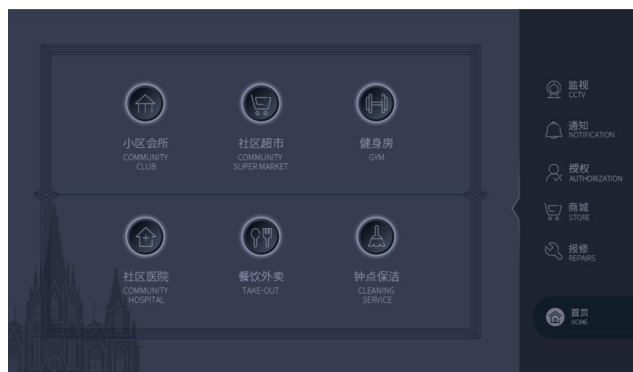 小区会所
COMMUNITY
CLUB
社区超市
COMMUNITY
SUPER MARKET
健身房
GYM
社区医院
COMMUNITY
HOSPITAL
餐饮外卖
TAKE-OUT
钟点保洁
CLEANING
SERVICE
监视
CCTV
通知
NOTIFICATION
授权
AUTHORIZATION
商城
STORE
报修
REPAIRS
首页
HOME